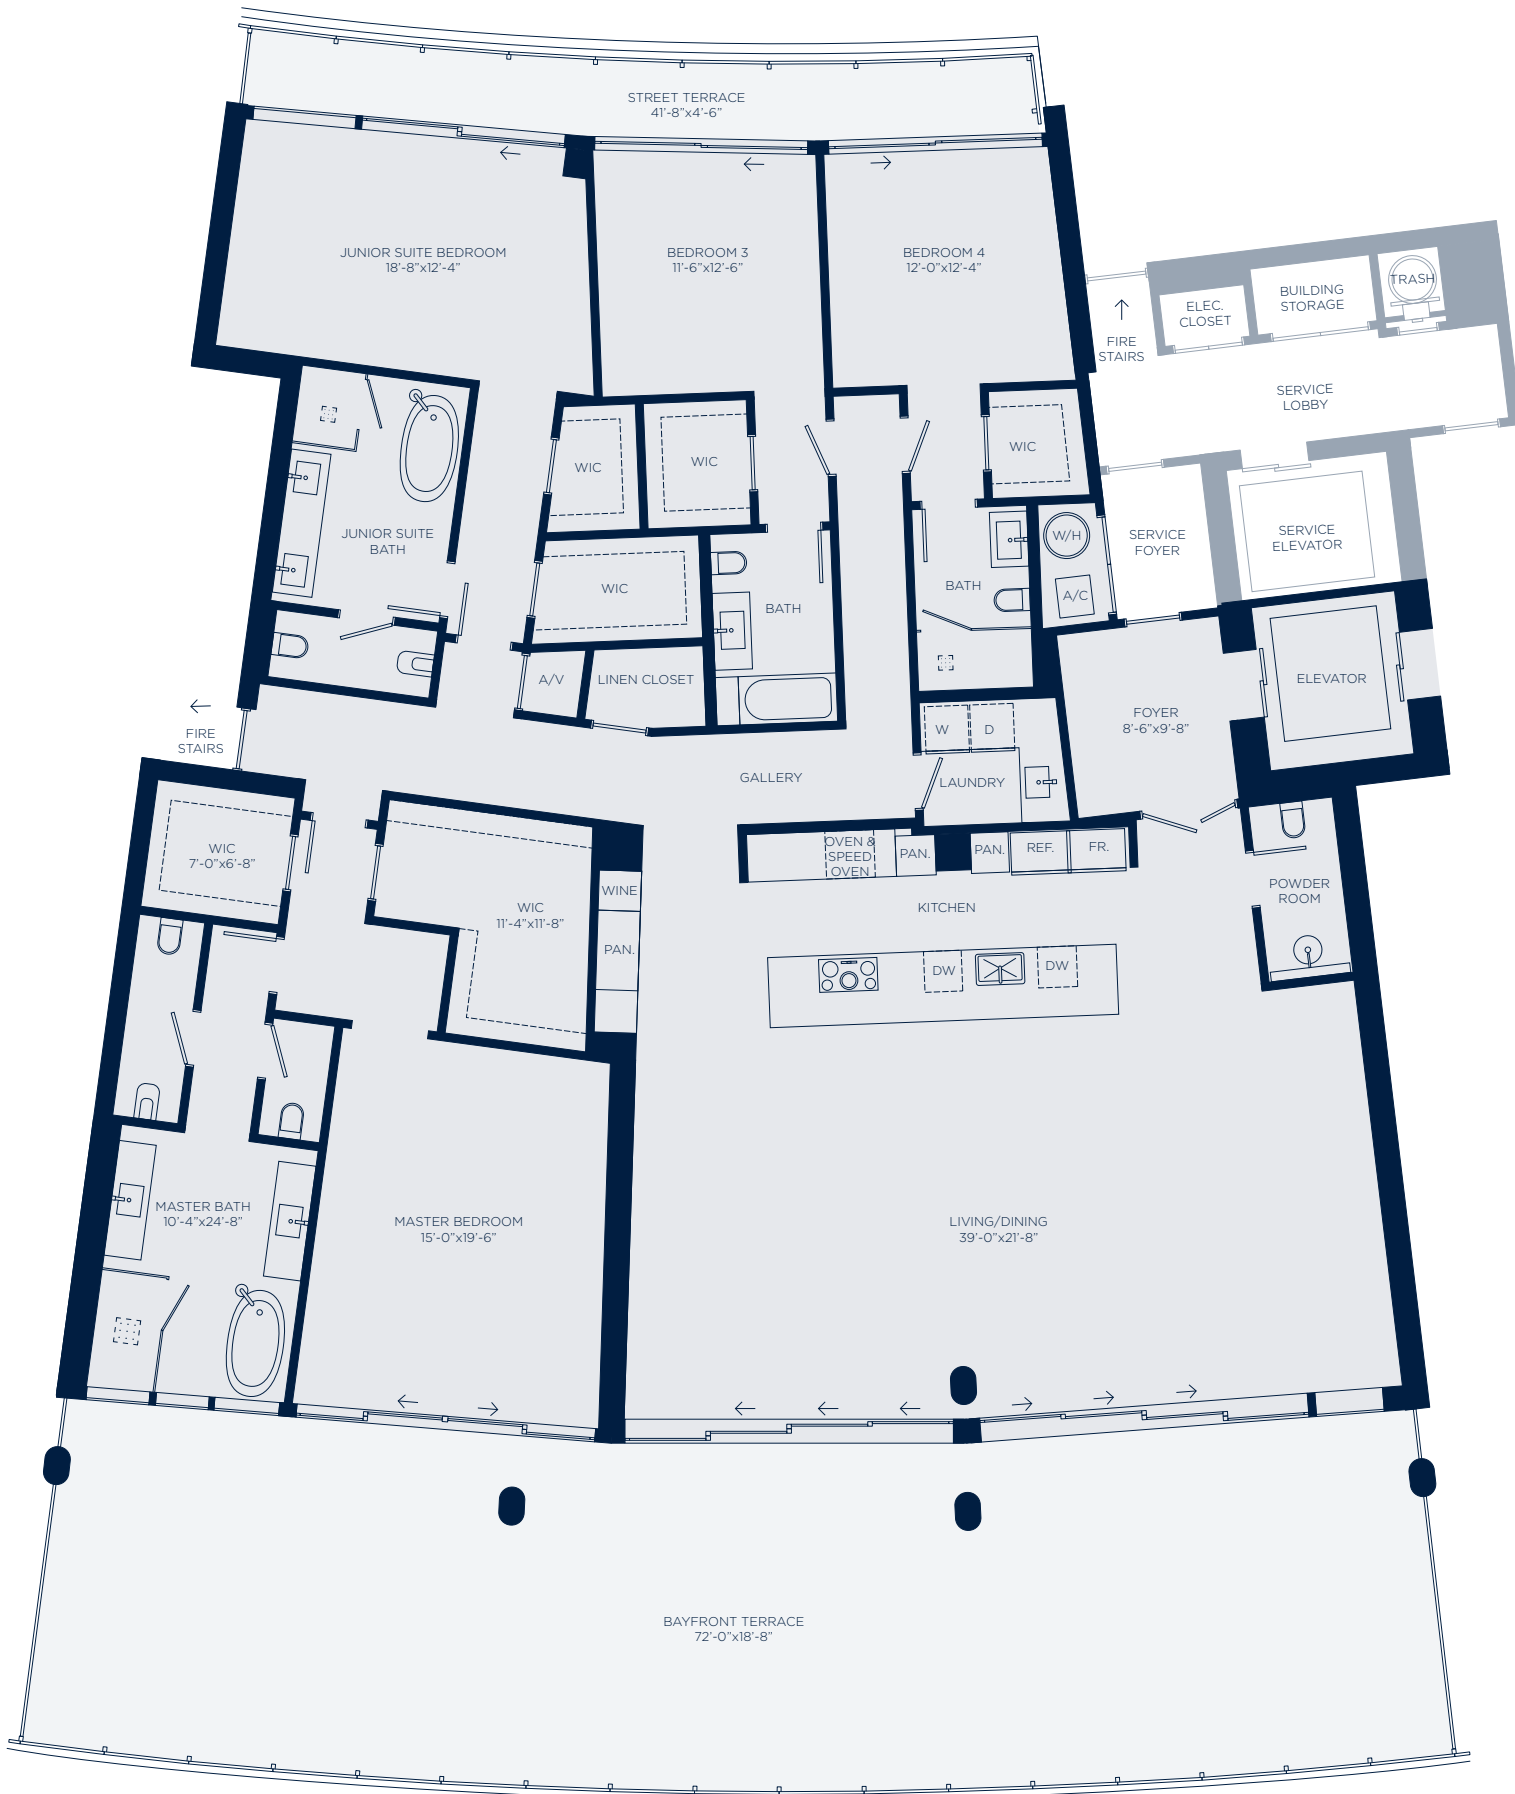 STREET TERRACE
41'-8"x4'-6"
JUNIOR SUITE BEDROOM
18'-8"x12'-4"
BEDROOM 3
11'-6"x12'-6"
BEDROOM 4
12'-0"x12'-4"
TRASH
BUILDING
STORAGE
ELEC.
CLOSET
FIRE
STAIRS
SERVICE
LOBBY
WIC
WIC
WIC
JUNIOR SUITE
BATH
W/H
SERVICE
FOYER
SERVICE
ELEVATOR
WIC
BATH
BATH
A/C
A/V
LINEN CLOSET
ELEVATOR
FIRE
STAIRS
FOYER
8'-6"x9'-8"
W
D
GALLERY
LAUNDRY
WIC
7'-0"x6'-8"
OVEN &
SPEED
OVEN
PAN.
PAN.
REF.
FR.
WINE
POWDER
ROOM
WIC
11'-4"x11'-8"
KITCHEN
PAN.
DW
DW
MASTER BATH
10'-4"x24'-8"
MASTER BEDROOM
15'-0"x19'-6"
LIVING/DINING
39'-0"x21'-8"
BAYFRONT TERRACE
72'-0"x18'-8"